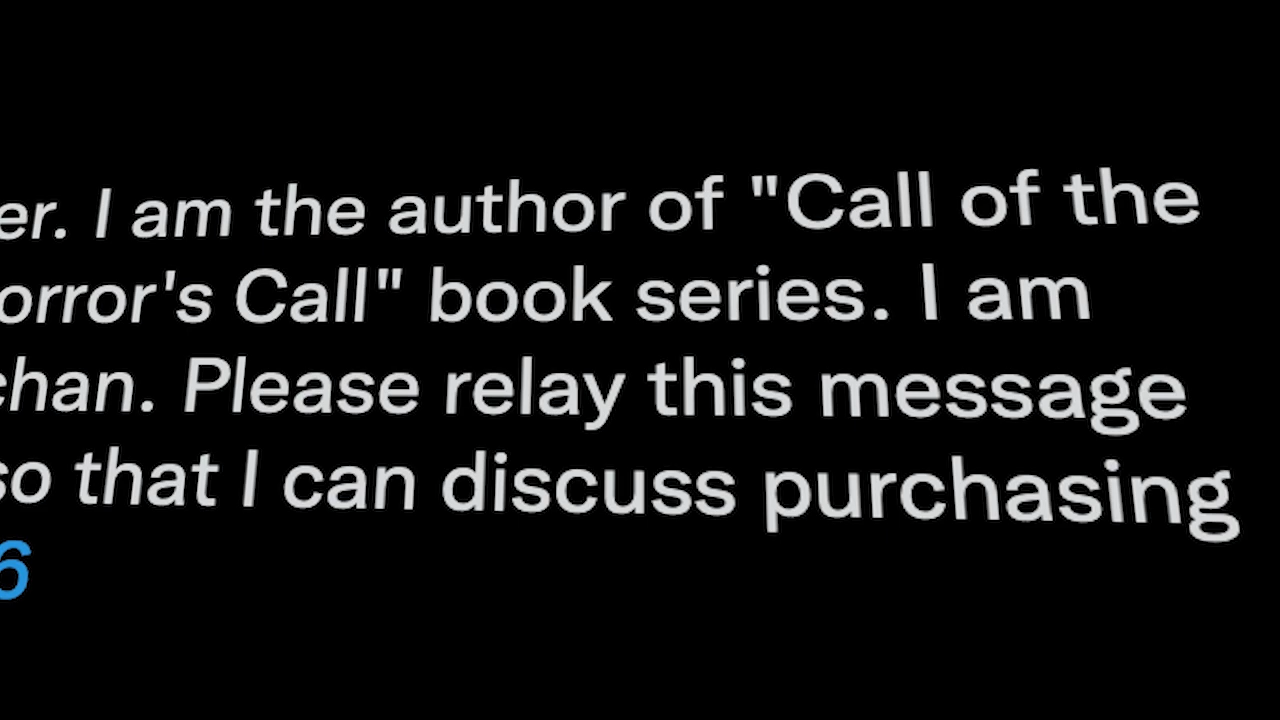 er. I am the author of "Call of the
orror's Call" book series. I am
chan. Please relay this message
so that I can discuss purchasing
6